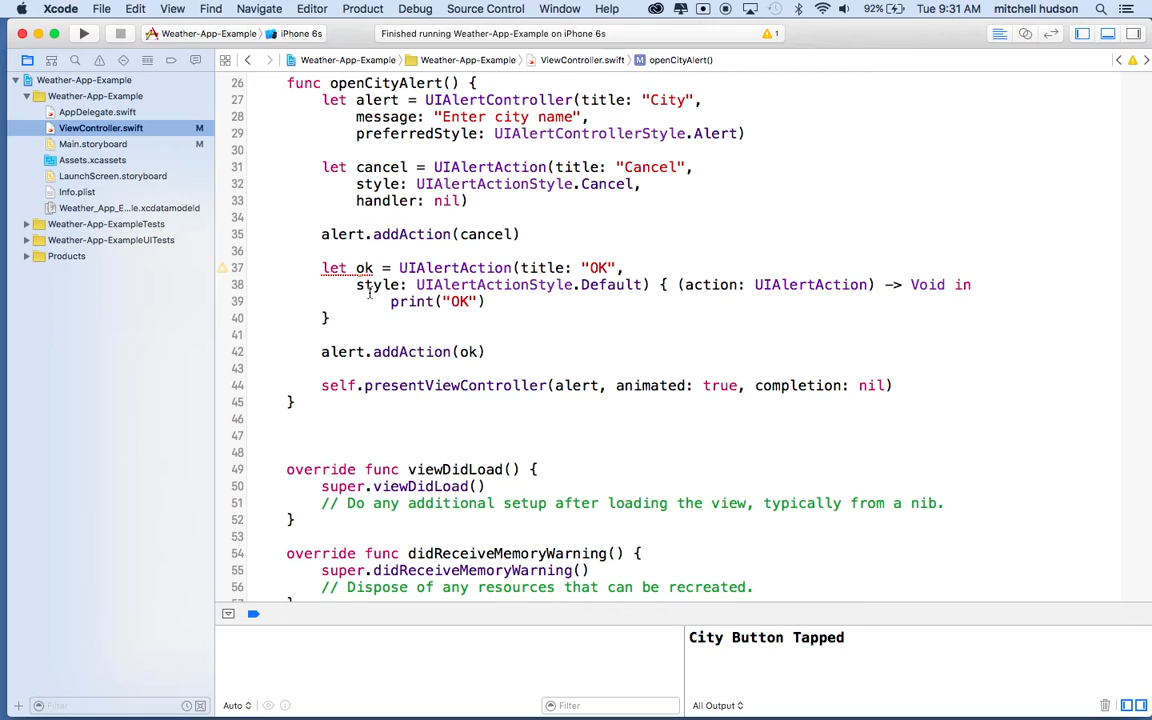 Xcode File Edit View Find Navigate Editor Product Debug Source Control Window Help 92% Tue 9:31 AM mitchell hudson
Weather-App-Example iPhone 6s Finished running Weather-App-Example on iPhone 6s 1
Weather-App-Example Weather-App-Example ViewController.swift openCityAlert()
Weather-App-Example
Weather-App-Example
AppDelegate.swift
ViewController.swift M
Main.storyboard M
Assets.xcassets
LaunchScreen.storyboard
Info.plist
Weather_App_E...le.xcdatamodeld
Weather-App-ExampleTests
Weather-App-ExampleUITests
Products
26 func openCityAlert() {
27 let alert = UIAlertController(title: "City",
28 message: "Enter city name",
29 preferredStyle: UIAlertControllerStyle.Alert)
30
31 let cancel = UIAlertAction(title: "Cancel",
32 style: UIAlertActionStyle.Cancel,
33 handler: nil)
34
35 alert.addAction(cancel)
36
37 let ok = UIAlertAction(title: "OK",
38 style: UIAlertActionStyle.Default) { (action: UIAlertAction) -> Void in
39 print("OK")
40 }
41
42 alert.addAction(ok)
43
44 self.presentViewController(alert, animated: true, completion: nil)
45 }
46
47
48
49 override func viewDidLoad() {
50 super.viewDidLoad()
51 // Do any additional setup after loading the view, typically from a nib.
52 }
53
54 override func didReceiveMemoryWarning() {
55 super.didReceiveMemoryWarning()
56 // Dispose of any resources that can be recreated.
City Button Tapped
Filter Auto Filter All Output